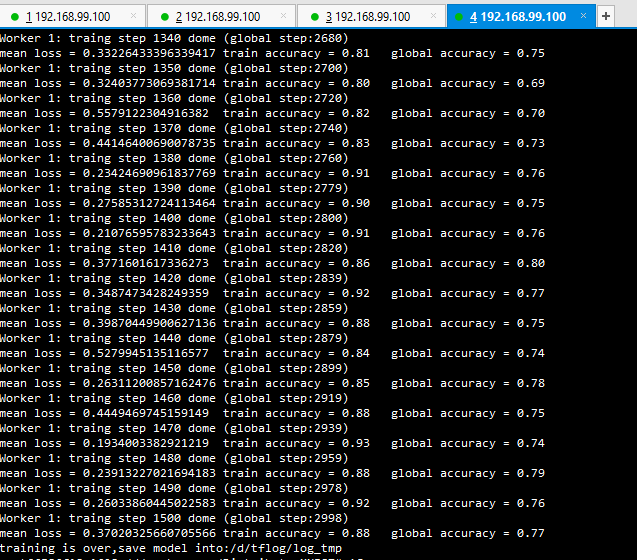 1 192.168.99.100 × 2 192.168.99.100 × 3 192.168.99.100 × 4 192.168.99.100 × +
Worker 1: traing step 1340 dome (global step:2680)
mean loss = 0.33226433396339417 train accuracy = 0.81 global accuracy = 0.75
Worker 1: traing step 1350 dome (global step:2700)
mean loss = 0.32403773069381714 train accuracy = 0.80 global accuracy = 0.69
Worker 1: traing step 1360 dome (global step:2720)
mean loss = 0.5579122304916382 train accuracy = 0.82 global accuracy = 0.70
Worker 1: traing step 1370 dome (global step:2740)
mean loss = 0.44146400690078735 train accuracy = 0.83 global accuracy = 0.73
Worker 1: traing step 1380 dome (global step:2760)
mean loss = 0.23424690961837769 train accuracy = 0.91 global accuracy = 0.76
Worker 1: traing step 1390 dome (global step:2779)
mean loss = 0.27585312724113464 train accuracy = 0.90 global accuracy = 0.75
Worker 1: traing step 1400 dome (global step:2800)
mean loss = 0.21076595783233643 train accuracy = 0.91 global accuracy = 0.76
Worker 1: traing step 1410 dome (global step:2820)
mean loss = 0.3771601617336273 train accuracy = 0.86 global accuracy = 0.80
Worker 1: traing step 1420 dome (global step:2839)
mean loss = 0.3487473428249359 train accuracy = 0.92 global accuracy = 0.77
Worker 1: traing step 1430 dome (global step:2859)
mean loss = 0.39870449900627136 train accuracy = 0.88 global accuracy = 0.75
Worker 1: traing step 1440 dome (global step:2879)
mean loss = 0.5279945135116577 train accuracy = 0.84 global accuracy = 0.74
Worker 1: traing step 1450 dome (global step:2899)
mean loss = 0.26311200857162476 train accuracy = 0.85 global accuracy = 0.78
Worker 1: traing step 1460 dome (global step:2919)
mean loss = 0.4449469745159149 train accuracy = 0.88 global accuracy = 0.75
Worker 1: traing step 1470 dome (global step:2939)
mean loss = 0.1934003382921219 train accuracy = 0.93 global accuracy = 0.74
Worker 1: traing step 1480 dome (global step:2959)
mean loss = 0.23913227021694183 train accuracy = 0.88 global accuracy = 0.79
Worker 1: traing step 1490 dome (global step:2978)
mean loss = 0.26033860445022583 train accuracy = 0.92 global accuracy = 0.76
Worker 1: traing step 1500 dome (global step:2998)
mean loss = 0.37020325660705566 train accuracy = 0.88 global accuracy = 0.77
training is over,save model into:/d/tflog/log_tmp